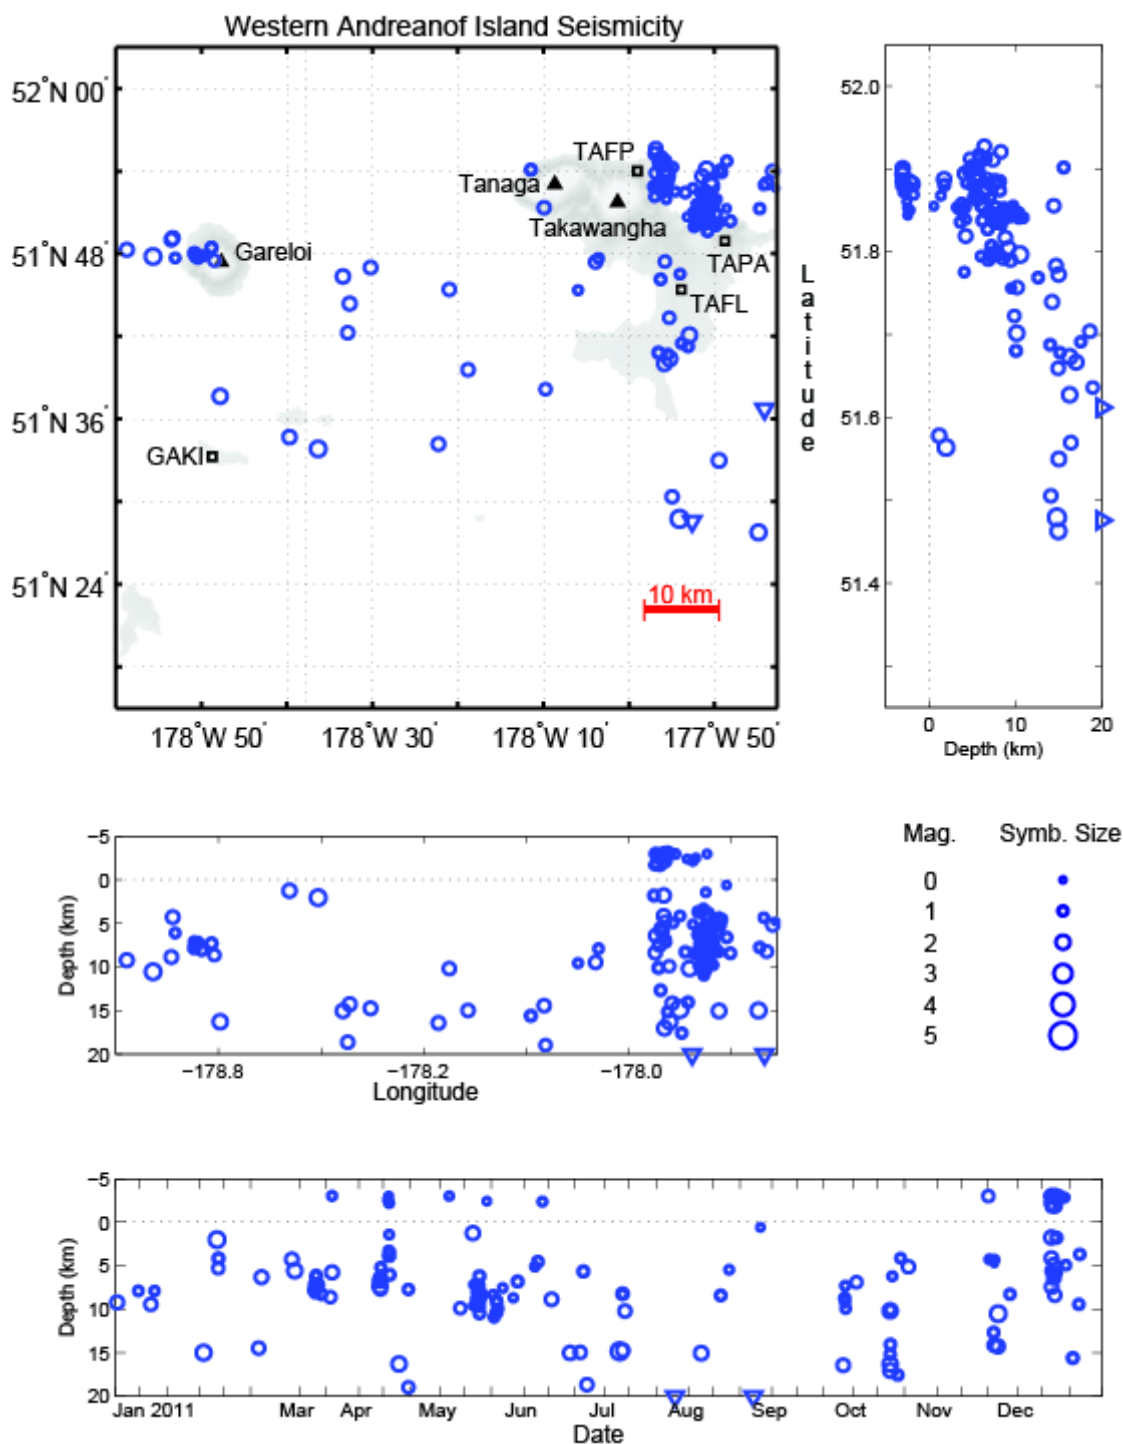 Western Andreanof Island Seismicity
52°N 00'
51°N 48'
51°N 36'
51°N 24'
TAFP
Tanaga
Takawangha
Gareloi
TAPA
TAFL
GAKI
10 km
178°W 50'
178°W 30'
178°W 10'
177°W 50'
Latitude
52.0
51.8
51.6
51.4
0 10 20
Depth (km)
−5
0
5
10
15
20
Depth (km)
−178.8 −178.2 −178.0
Longitude
Mag. Symb. Size
0
1
2
3
4
5
−5
0
5
10
15
20
Depth (km)
Jan 2011 Mar Apr May Jun Jul Aug Sep Oct Nov Dec
Date